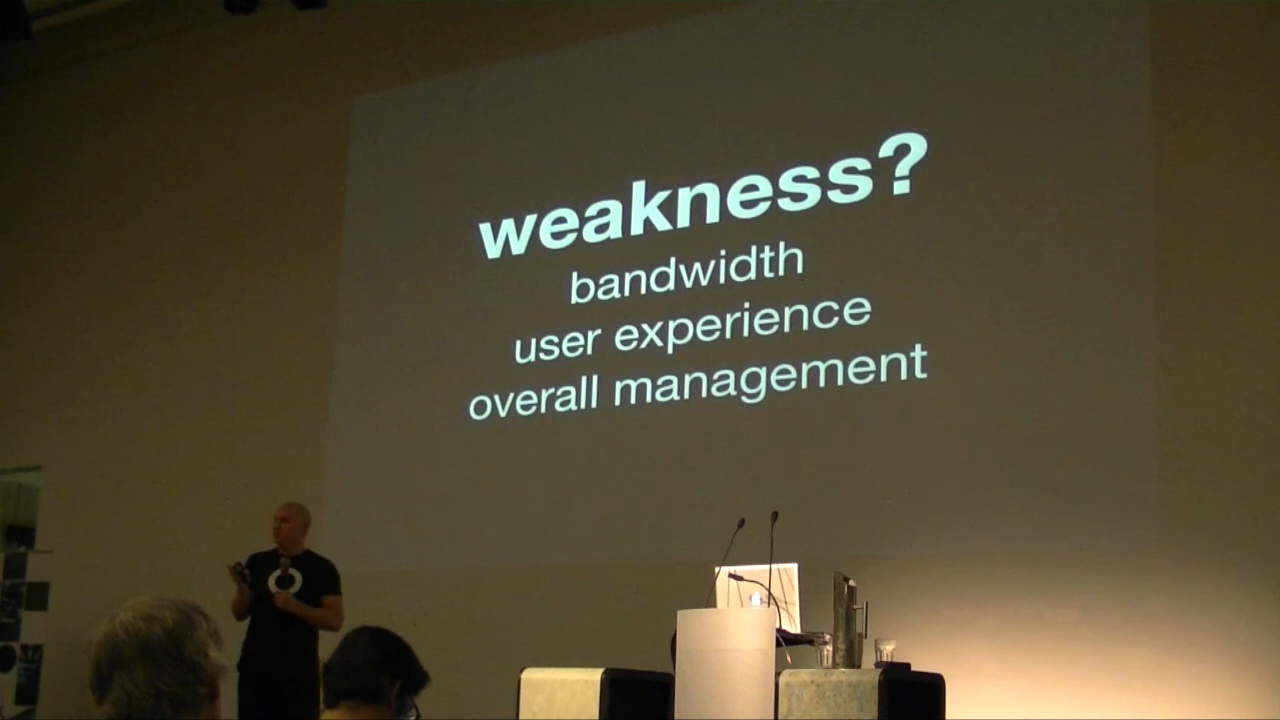 weakness?
bandwidth
user experience
overall management